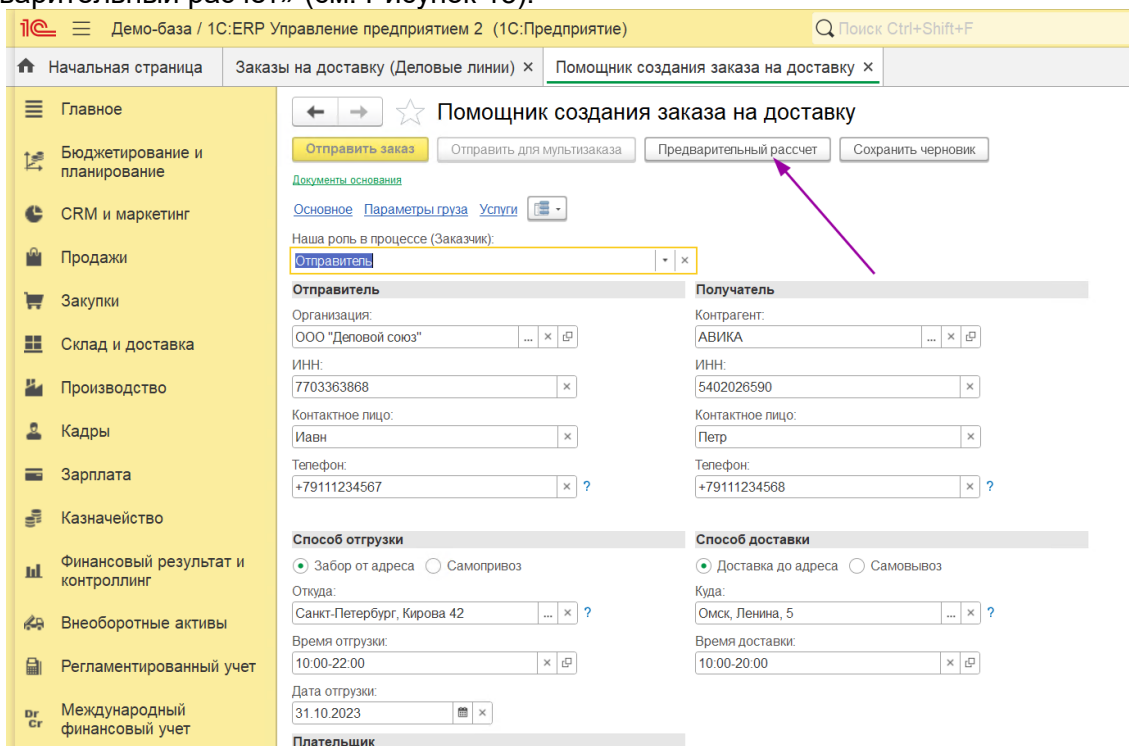 варительный расчет» (см. Рисунок 15).
1С Демо-база / 1С:ERP Управление предприятием 2 (1С:Предприятие) Поиск Ctrl+Shift+F
Начальная страница Заказы на доставку (Деловые линии) × Помощник создания заказа на доставку ×
Главное
Бюджетирование и
планирование
CRM и маркетинг
Продажи
Закупки
Склад и доставка
Производство
Кадры
Зарплата
Казначейство
Финансовый результат и
контроллинг
Внеоборотные активы
Регламентированный учет
Dr
Cr
Международный
финансовый учет
Помощник создания заказа на доставку
Отправить заказ Отправить для мультизаказа Предварительный рассчет Сохранить черновик
Документы основания
Основное Параметры груза Услуги
Наша роль в процессе (Заказчик):
Отправитель
Отправитель
Организация:
ООО "Деловой союз"
ИНН:
7703363868
Контактное лицо:
Иавн
Телефон:
+79111234567 ?
Способ отгрузки
Забор от адреса Самопривоз
Откуда:
Санкт-Петербург, Кирова 42 ... ?
Время отгрузки:
10:00-22:00
Дата отгрузки:
31.10.2023
Плательщик
Получатель
Контрагент:
АВИКА
ИНН:
5402026590
Контактное лицо:
Петр
Телефон:
+79111234568 ?
Способ доставки
Доставка до адреса Самовывоз
Куда:
Омск, Ленина, 5 ... ?
Время доставки:
10:00-20:00